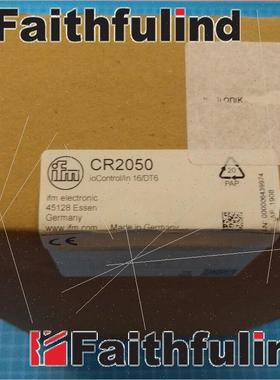 Faithfulind
ifm
CR2050
ioControl/in 16/DT6
ifm electronic
45128 Essen
Germany
www.ifm.com Made in Germany
20
PAP
CE
Faithfulind